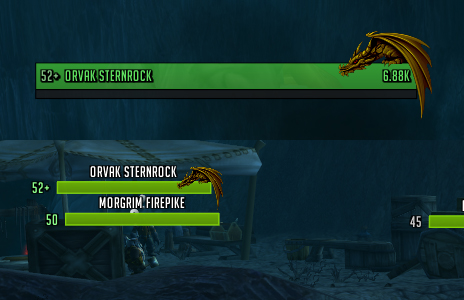 52+ ORVAK STERNROCK 6.88K
ORVAK STERNROCK
52+
MORGRIM FIREPIKE
50
45